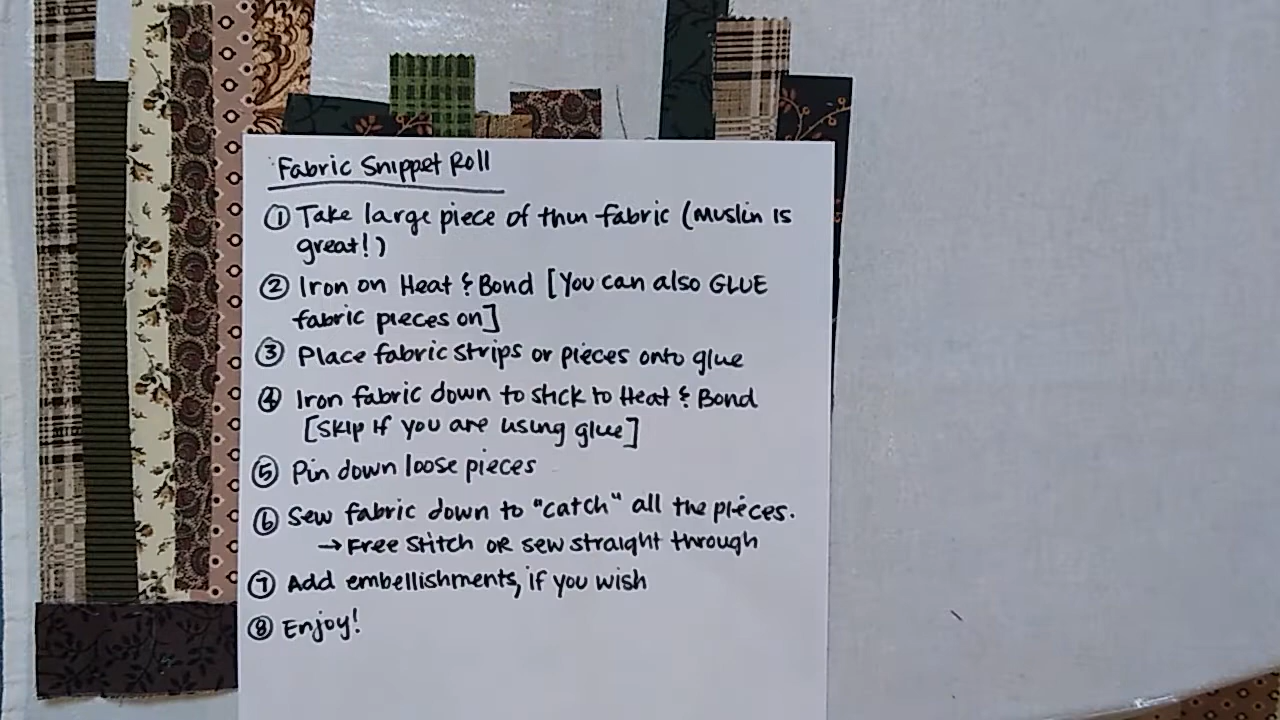 Fabric Snippet Roll
① Take large piece of thin fabric (Muslin is
great!)
② Iron on Heat & Bond [You can also GLUE
fabric pieces on]
③ Place fabric strips or pieces onto glue
④ Iron fabric down to stick to Heat & Bond
[Skip if you are using glue]
⑤ Pin down loose pieces
⑥ Sew fabric down to "catch" all the pieces.
→ Free Stitch OR sew straight through
⑦ Add embellishments, if you wish
⑧ Enjoy!